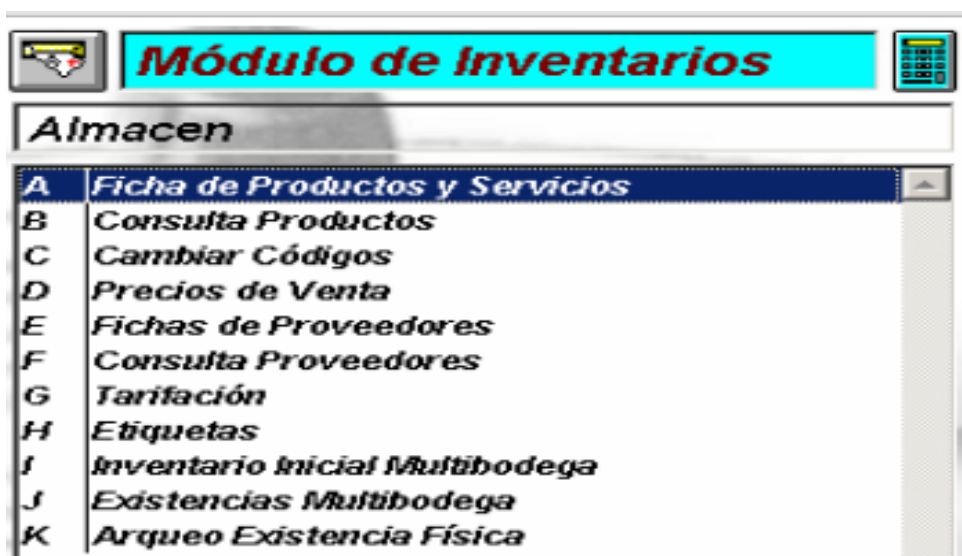 Módulo de Inventarios
Almacen
A Ficha de Productos y Servicios
B Consulta Productos
C Cambiar Códigos
D Precios de Venta
E Fichas de Proveedores
F Consulta Proveedores
G Tarifación
H Etiquetas
I Inventario Inicial Multibodega
J Existencias Multibodega
K Arqueo Existencia Física